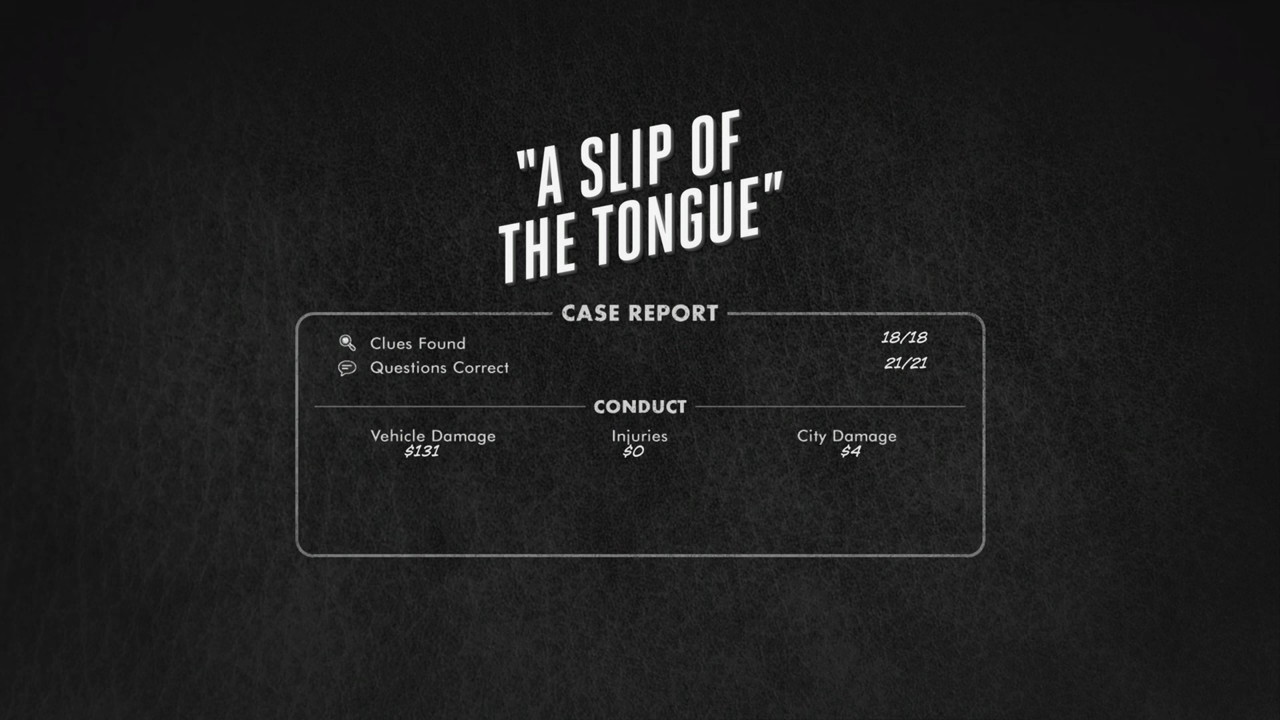 "A SLIP OF
THE TONGUE"
CASE REPORT
Clues Found 18/18
Questions Correct 21/21
CONDUCT
Vehicle Damage Injuries City Damage
$131 $0 $4